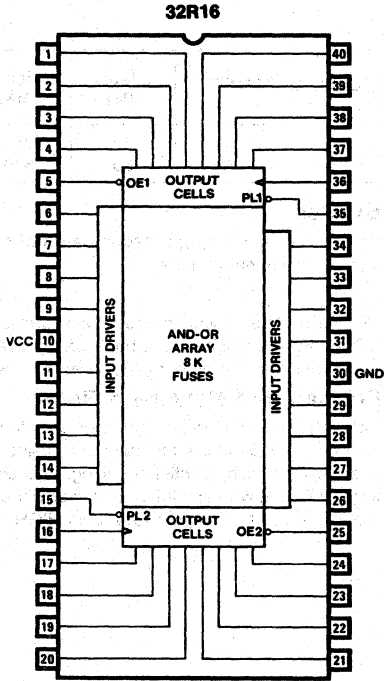 32R16
1 40
2 39
3 38
4 37
5 OE1 OUTPUT CELLS 36
PL1
6 35
7 34
8 33
9 32
VCC 10 31
11 30 GND
12 29
13 28
14 27
15 26
PL2
16 OUTPUT CELLS OE2 25
17 24
18 23
19 22
20 21
INPUT DRIVERS
AND-OR
ARRAY
8 K
FUSES
INPUT DRIVERS